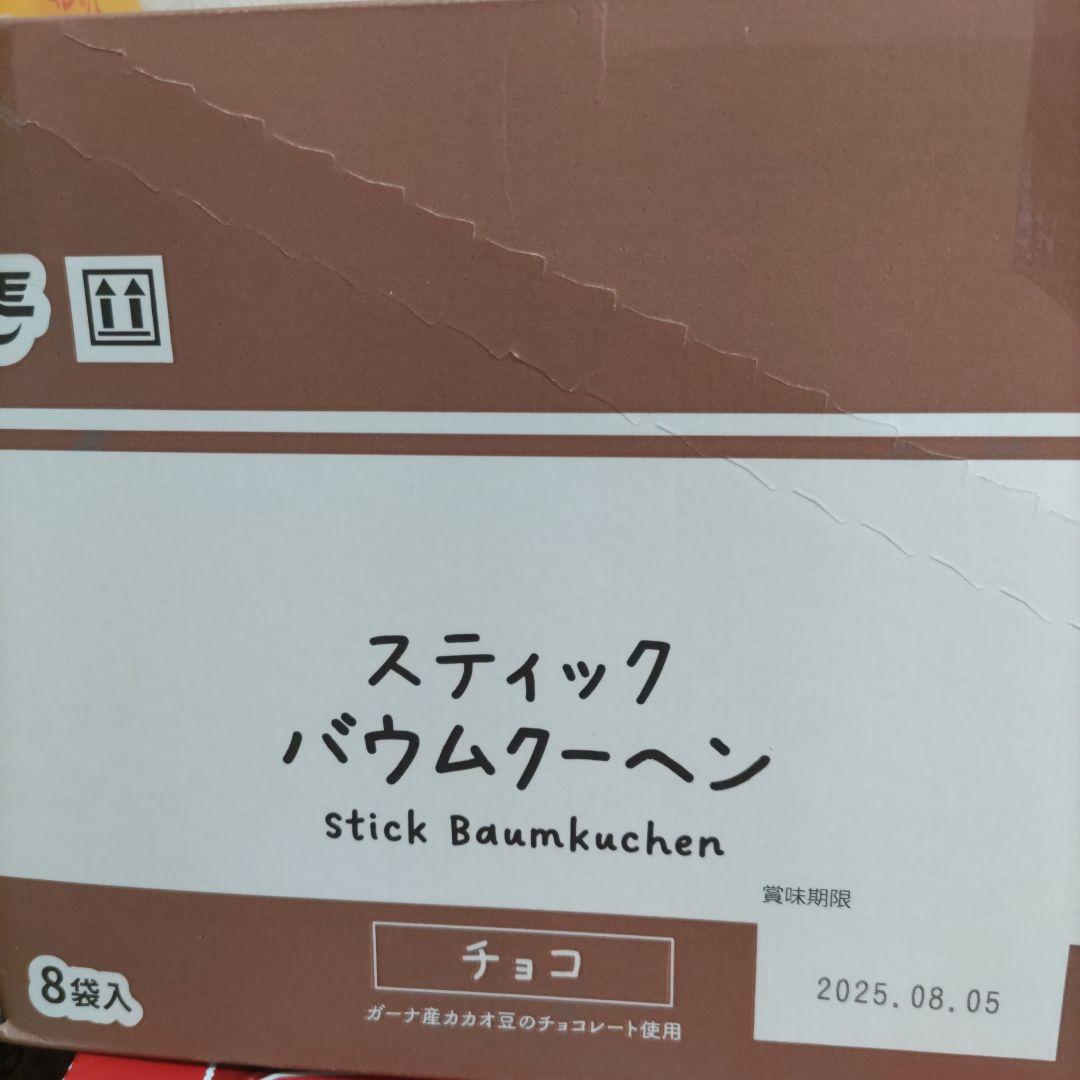 スティック
バウムクーヘン
stick Baumkuchen
賞味期限
2025.08.05
チョコ
ガーナ産カカオ豆のチョコレート使用
8袋入